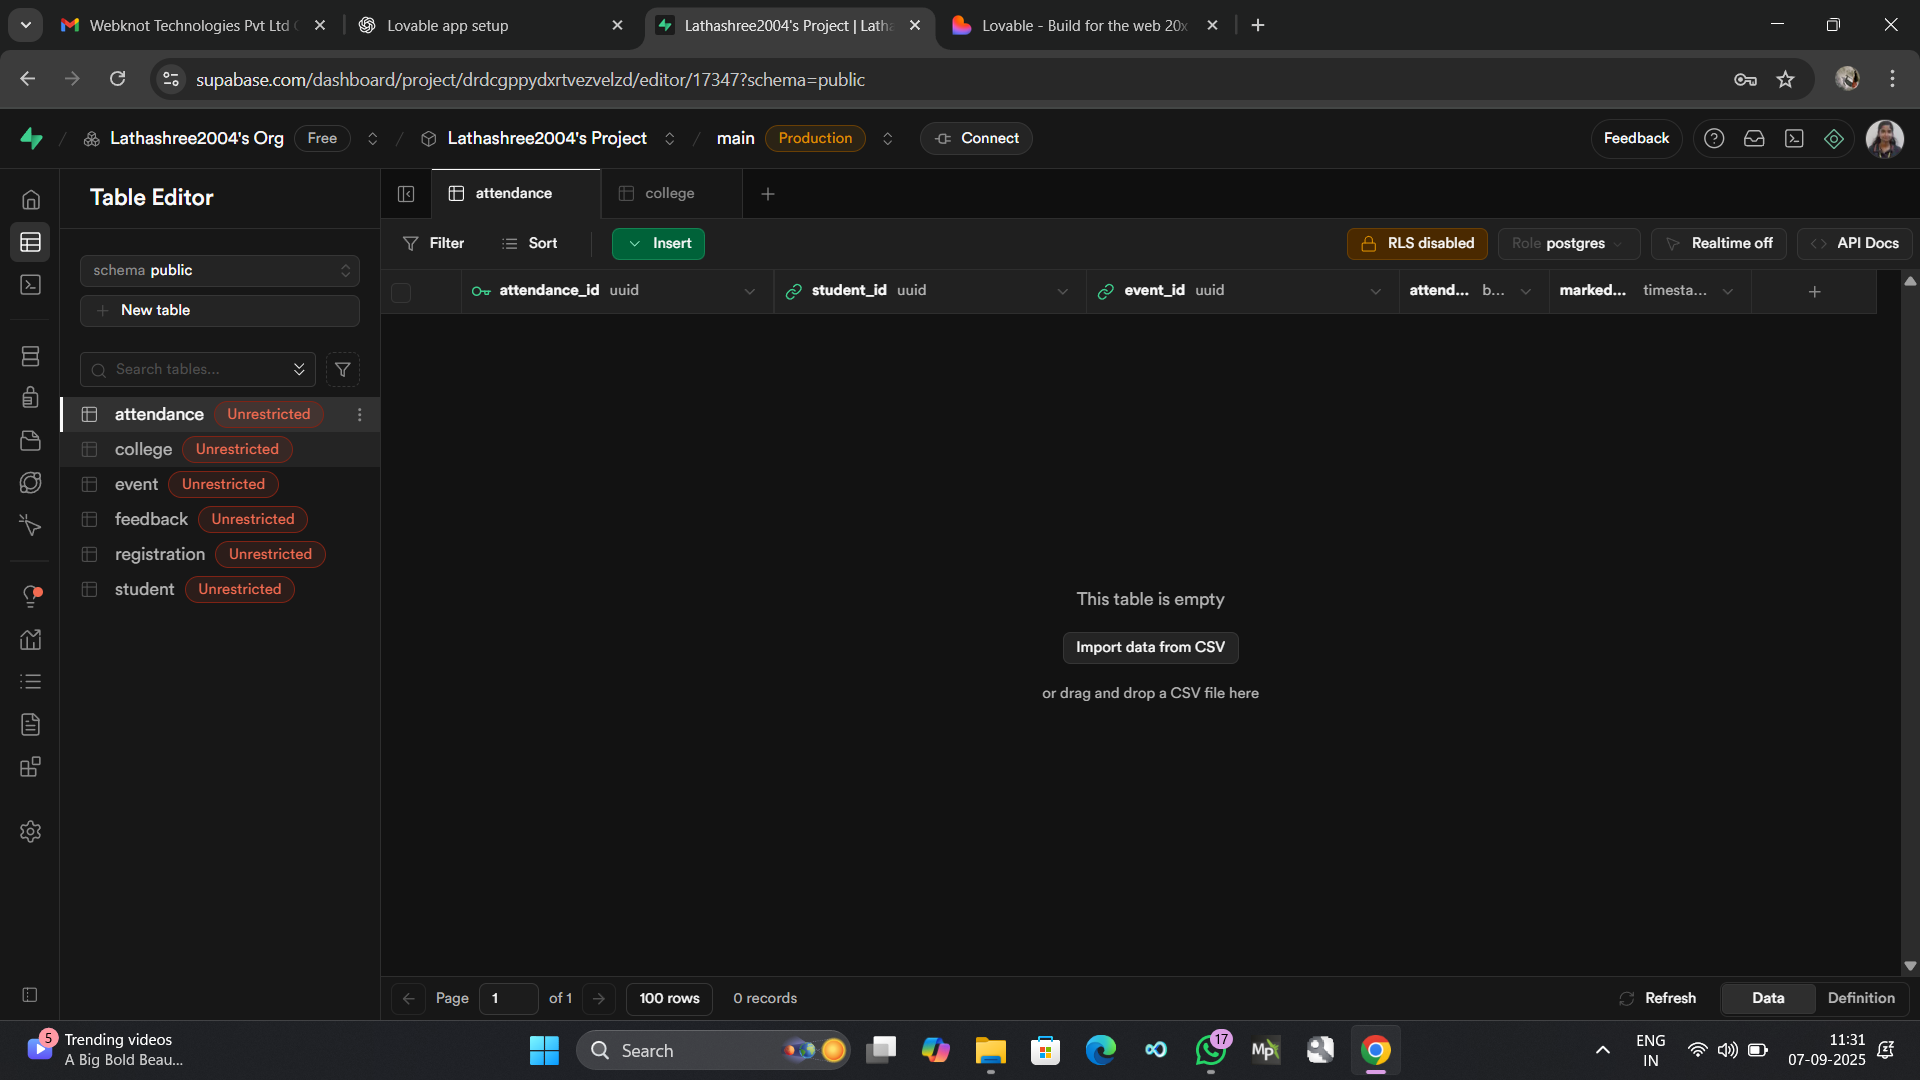 Webknot Technologies Pvt Ltd
Lovable app setup
Lathashree2004's Project | Latha
Lovable - Build for the web 20x
supabase.com/dashboard/project/drdcgppydxrtvezvelzd/editor/17347?schema=public
Lathashree2004's Org Free / Lathashree2004's Project / main Production Connect
Feedback
Table Editor
attendance
college
Filter Sort Insert
RLS disabled Role postgres Realtime off API Docs
schema public
New table
Search tables...
attendance_id uuid student_id uuid event_id uuid attend... b... marked... timesta...
attendance Unrestricted
college Unrestricted
event Unrestricted
feedback Unrestricted
registration Unrestricted
student Unrestricted
This table is empty
Import data from CSV
or drag and drop a CSV file here
Page 1 of 1 100 rows 0 records
Refresh Data Definition
5
Trending videos
A Big Bold Beau...
Search
17
Mp
ENG
IN
11:31
07-09-2025